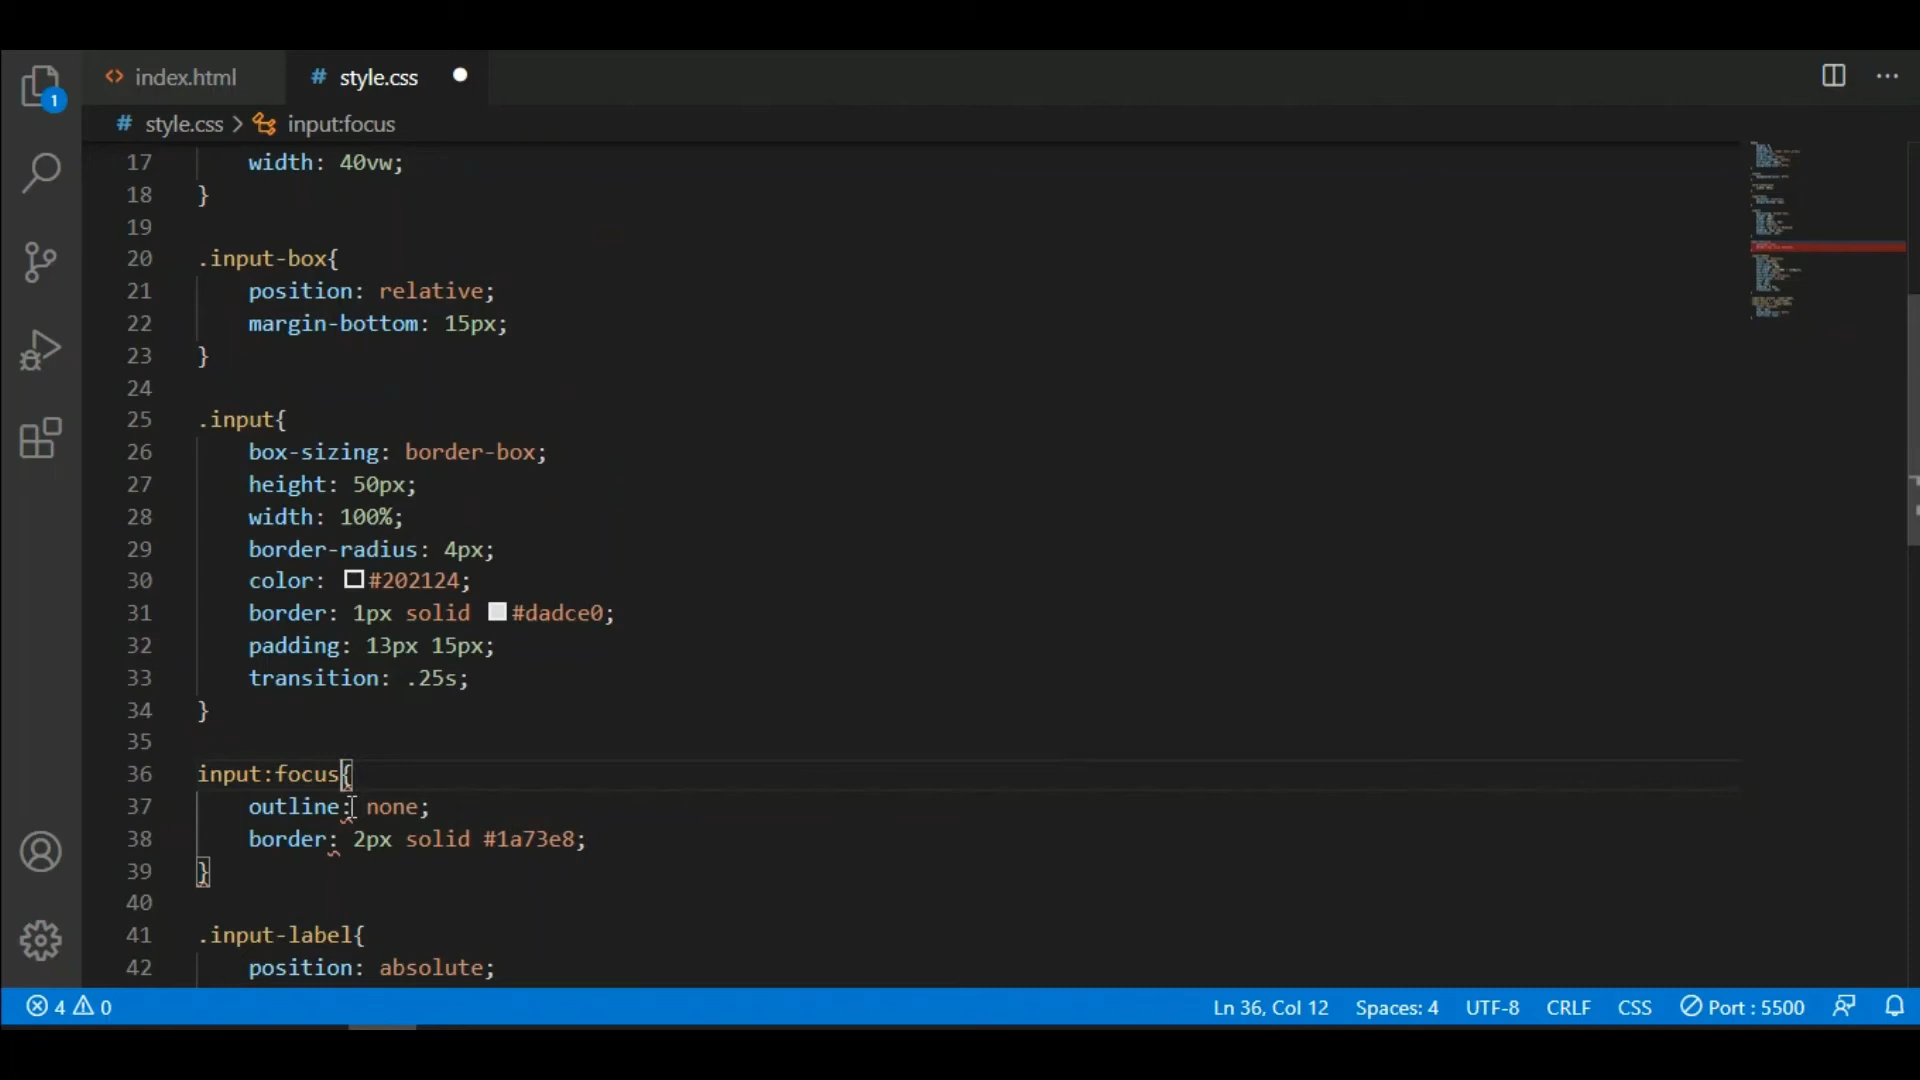 index.html
style.css
style.css > input:focus
17 width: 40vw;
18 }
19
20 .input-box{
21 position: relative;
22 margin-bottom: 15px;
23 }
24
25 .input{
26 box-sizing: border-box;
27 height: 50px;
28 width: 100%;
29 border-radius: 4px;
30 color: #202124;
31 border: 1px solid #dadce0;
32 padding: 13px 15px;
33 transition: .25s;
34 }
35
36 input:focus{
37 outline: none;
38 border: 2px solid #1a73e8;
39 }
40
41 .input-label{
42 position: absolute;
1
4 0 Ln 36, Col 12 Spaces: 4 UTF-8 CRLF CSS Port : 5500